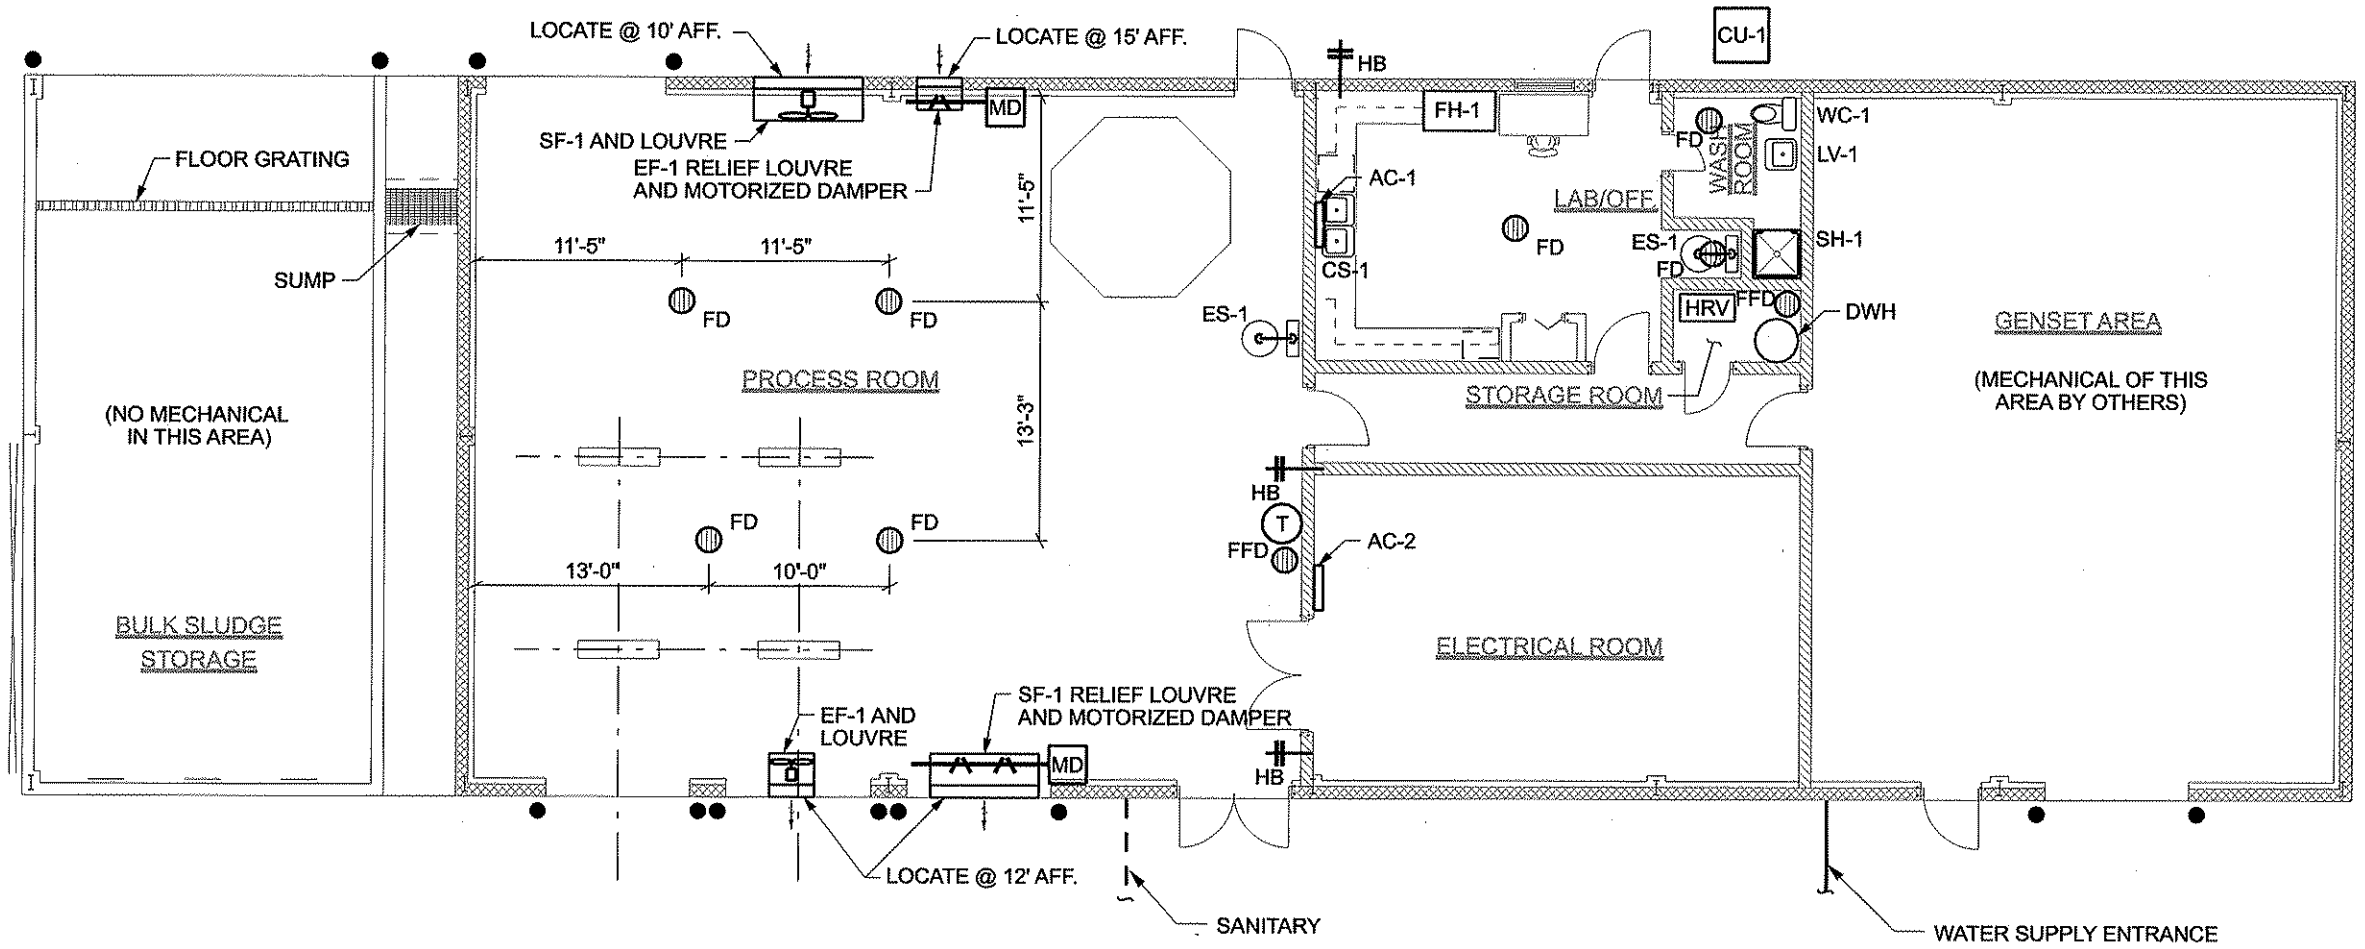 LOCATE @ 10' AFF.
LOCATE @ 15' AFF.
CU-1
HB
MD
FH-1
WC-1
FD
WASH
ROOM
LV-1
SF-1 AND LOUVRE
EF-1 RELIEF LOUVRE
AND MOTORIZED DAMPER
FLOOR GRATING
AC-1
11'-5"
LAB/OFF.
FD
ES-1
FD
SH-1
CS-1
11'-5"
11'-5"
SUMP
FD
FD
ES-1
HRV
FFD
DWH
GENSET AREA
PROCESS ROOM
(MECHANICAL OF THIS
AREA BY OTHERS)
STORAGE ROOM
(NO MECHANICAL
IN THIS AREA)
13'-3"
HB
T
FD
FD
FFD
AC-2
13'-0"
10'-0"
BULK SLUDGE
STORAGE
ELECTRICAL ROOM
SF-1 RELIEF LOUVRE
AND MOTORIZED DAMPER
EF-1 AND
LOUVRE
MD
HB
LOCATE @ 12' AFF.
SANITARY
WATER SUPPLY ENTRANCE